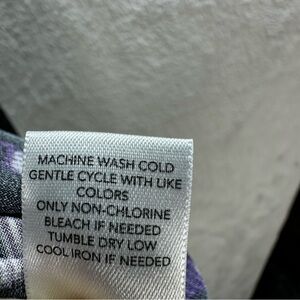 MACHINE WASH COLD
GENTLE CYCLE WITH LIKE
COLORS
ONLY NON-CHLORINE
BLEACH IF NEEDED
TUMBLE DRY LOW
COOL IRON IF NEEDED